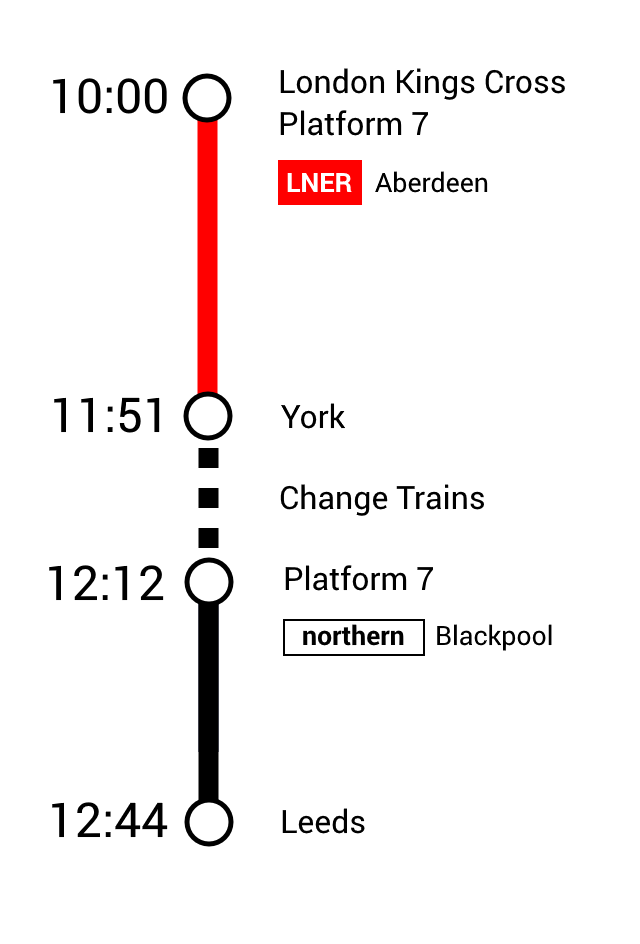 10:00 London Kings Cross
Platform 7
LNER Aberdeen
11:51 York
Change Trains
12:12 Platform 7
northern Blackpool
12:44 Leeds